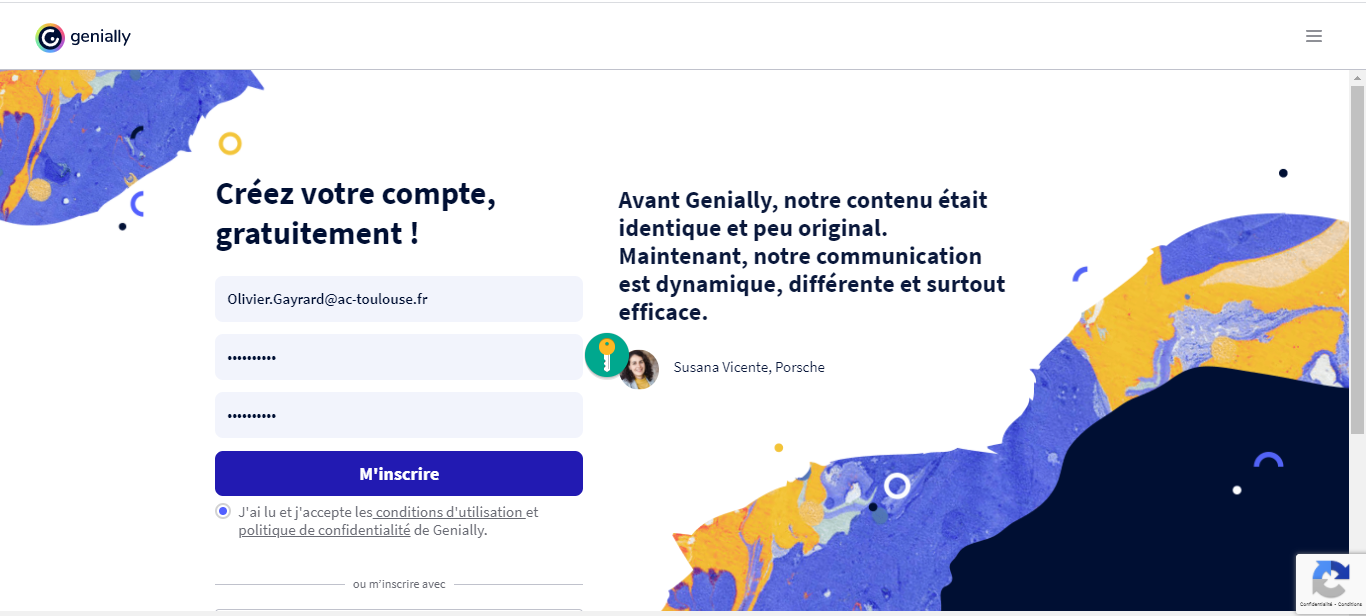 genially
Créez votre compte,
gratuitement !
Olivier.Gayrard@ac-toulouse.fr
••••••••••
••••••••••
M'inscrire
J'ai lu et j'accepte les conditions d'utilisation et
politique de confidentialité de Genially.
ou m'inscrire avec
Avant Genially, notre contenu était
identique et peu original.
Maintenant, notre communication
est dynamique, différente et surtout
efficace.
Susana Vicente, Porsche
Confidentialité - Conditions